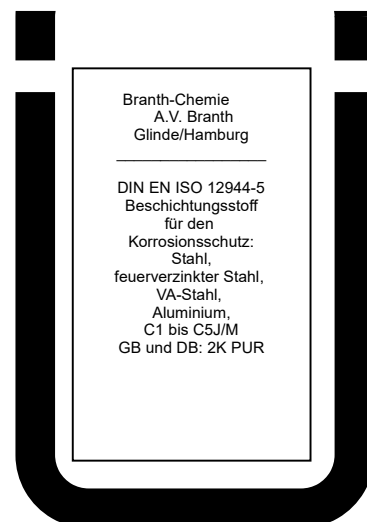 Branth-Chemie
A.V. Branth
Glinde/Hamburg
DIN EN ISO 12944-5
Beschichtungsstoff
für den
Korrosionsschutz:
Stahl,
feuerverzinkter Stahl,
VA-Stahl,
Aluminium,
C1 bis C5J/M
GB und DB: 2K PUR